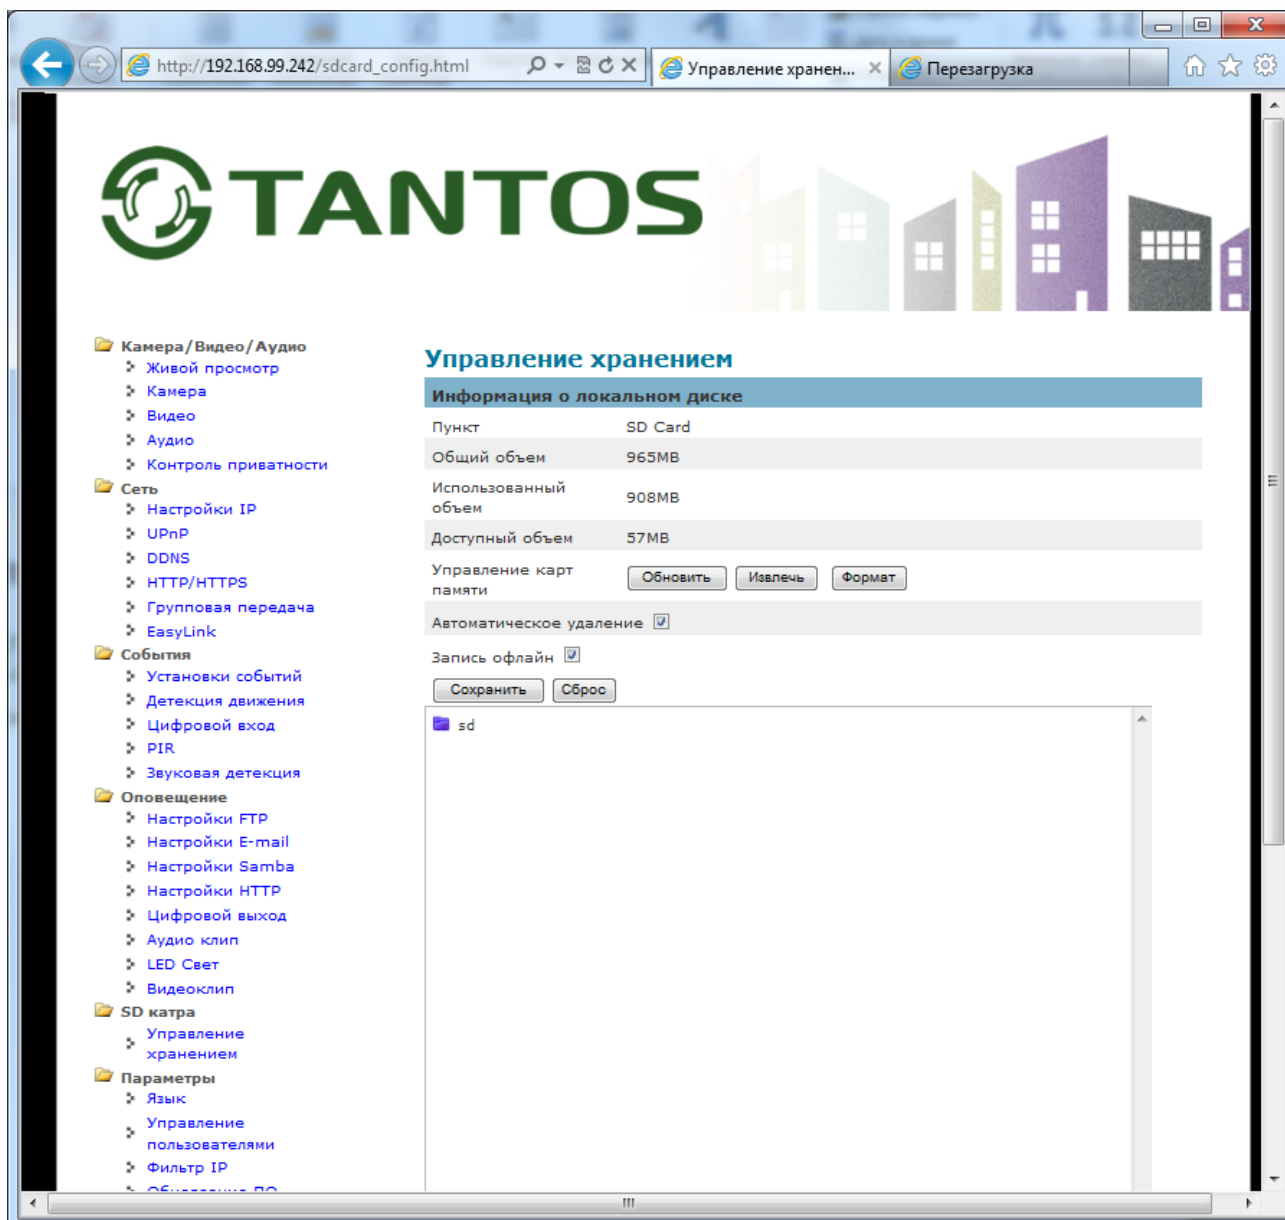 http://192.168.99.242/sdcard_config.html
Управление хранен...
Перезагрузка
TANTOS
Камера/Видео/Аудио
Живой просмотр
Камера
Видео
Аудио
Контроль приватности
Сеть
Настройки IP
UPnP
DDNS
HTTP/HTTPS
Групповая передача
EasyLink
События
Установки событий
Детекция движения
Цифровой вход
PIR
Звуковая детекция
Оповещение
Настройки FTP
Настройки E-mail
Настройки Samba
Настройки HTTP
Цифровой выход
Аудио клип
LED Свет
Видеоклип
SD катра
Управление
хранением
Параметры
Язык
Управление
пользователями
Фильтр IP
Обновление ПО
Управление хранением
Информация о локальном диске
Пункт SD Card
Общий объем 965MB
Использованный
объем 908MB
Доступный объем 57MB
Управление карт
памяти Обновить Извлечь Формат
Автоматическое удаление
Запись офлайн
Сохранить Сброс
sd